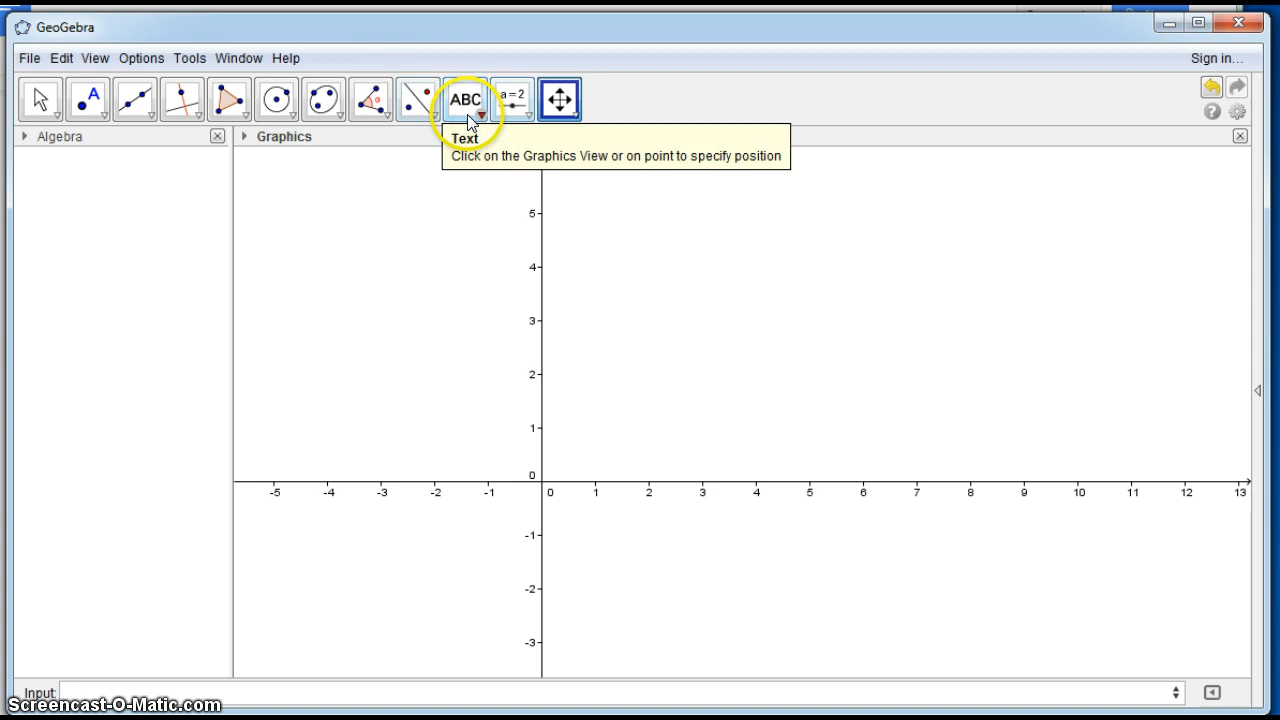 GeoGebra
File Edit View Options Tools Window Help Sign in...
A α ABC a=2
Algebra Graphics
Text
Click on the Graphics View or on point to specify position
5
4
3
2
1
0
-5 -4 -3 -2 -1 0 1 2 3 4 5 6 7 8 9 10 11 12 13
-1
-2
-3
Input:
Screencast-O-Matic.com